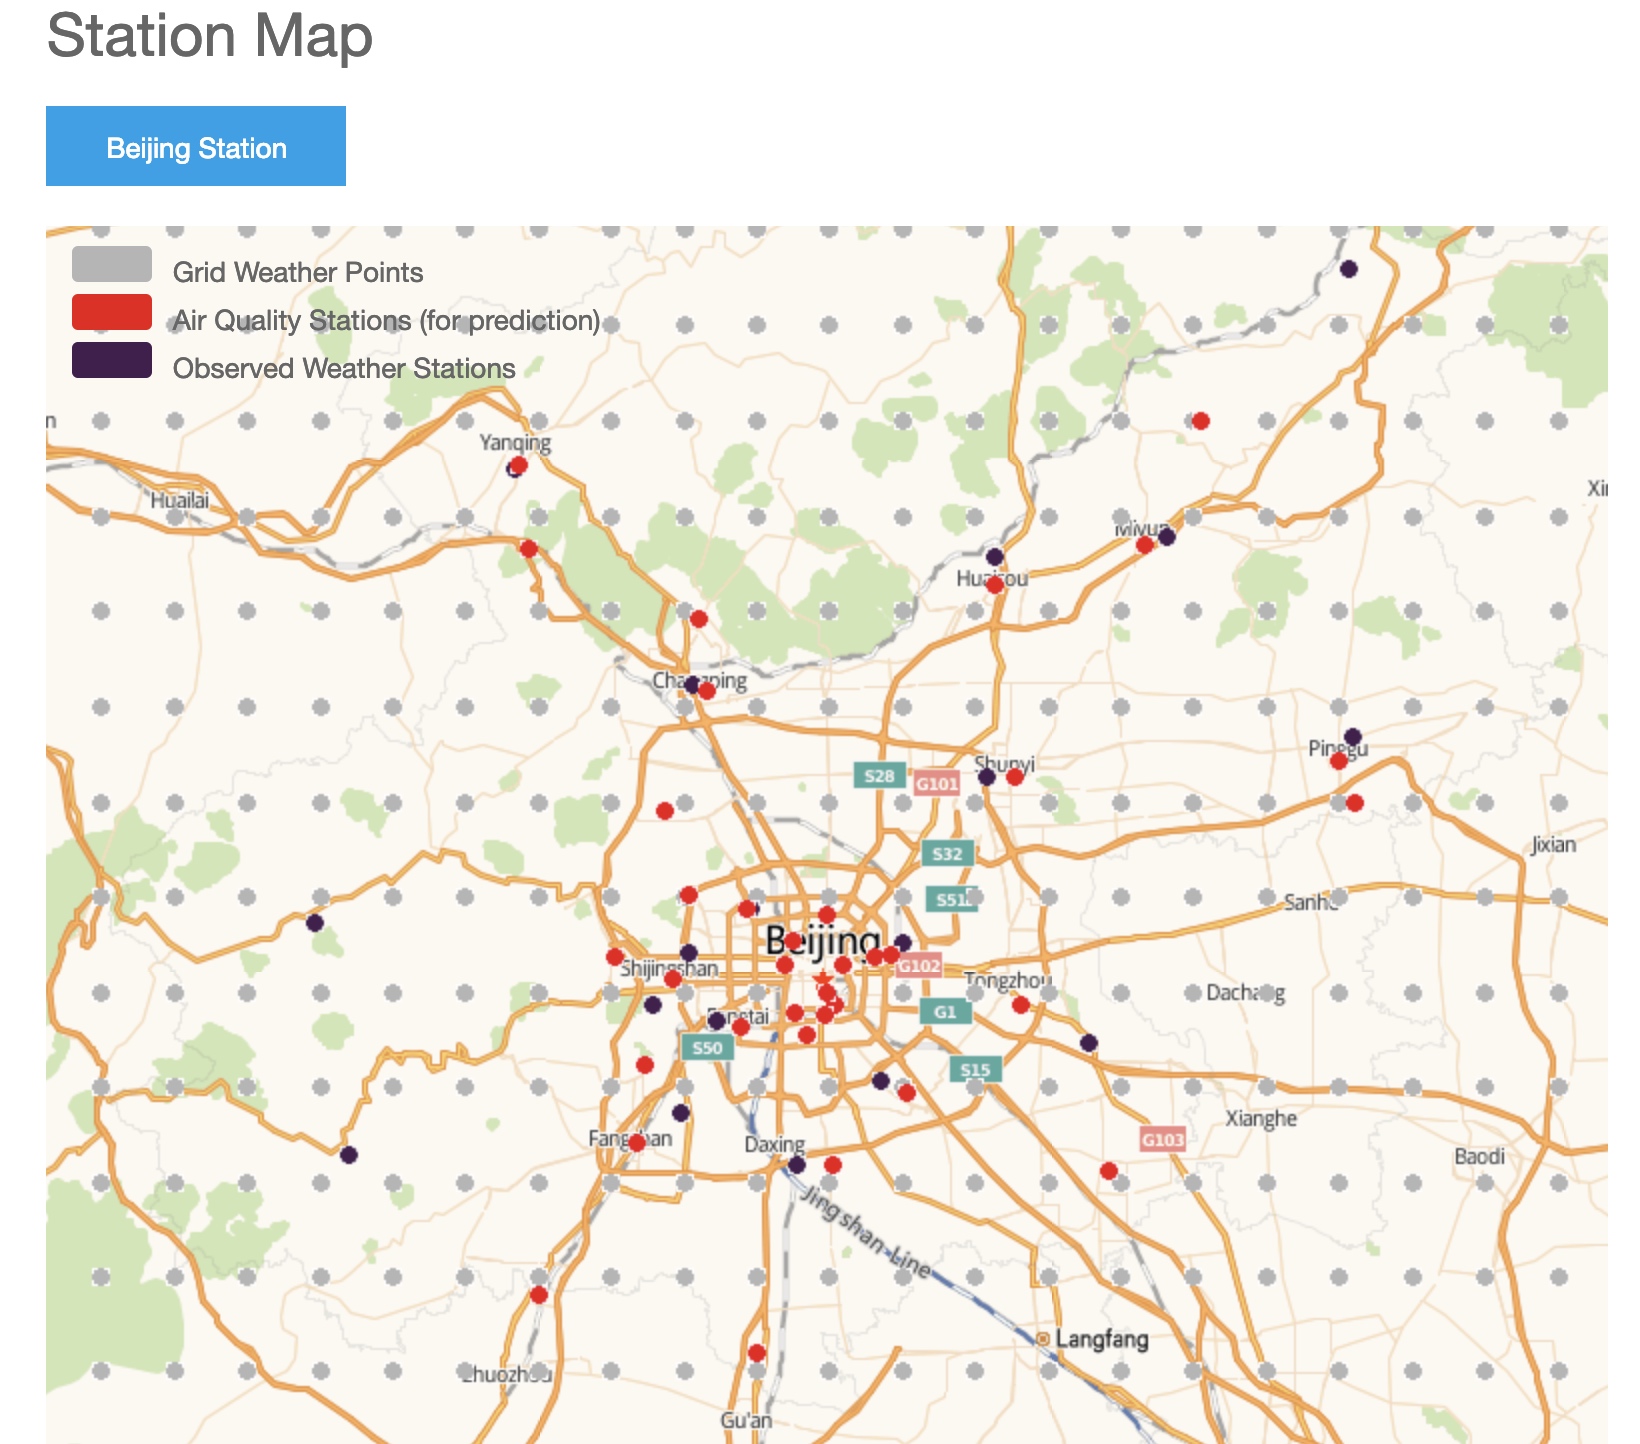 Station Map
Beijing Station
Grid Weather Points
Air Quality Stations (for prediction)
Observed Weather Stations
Yanqing
Huailai
Miyun
Huairou
Changping
Pinggu
Shunyi
S28
G101
Jixian
S32
S51
Beijing
G102
Shijingshan
Tongzhou
Dachang
G1
Fengtai
S50
S15
Xianghe
Fangshan
Daxing
G103
Baodi
Jingshan Line
Langfang
Zhuozhou
Gu'an